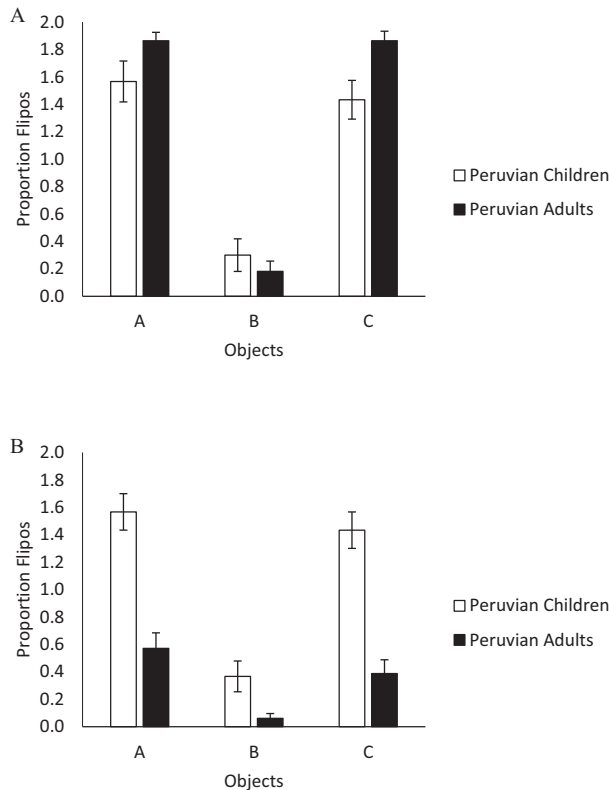 A
2.0
1.8
1.6
1.4
1.2
1.0
0.8
0.6
0.4
0.2
0.0
Proportion Flipos
A B C
Objects
Peruvian Children
Peruvian Adults
B
2.0
1.8
1.6
1.4
1.2
1.0
0.8
0.6
0.4
0.2
0.0
Proportion Flipos
A B C
Objects
Peruvian Children
Peruvian Adults